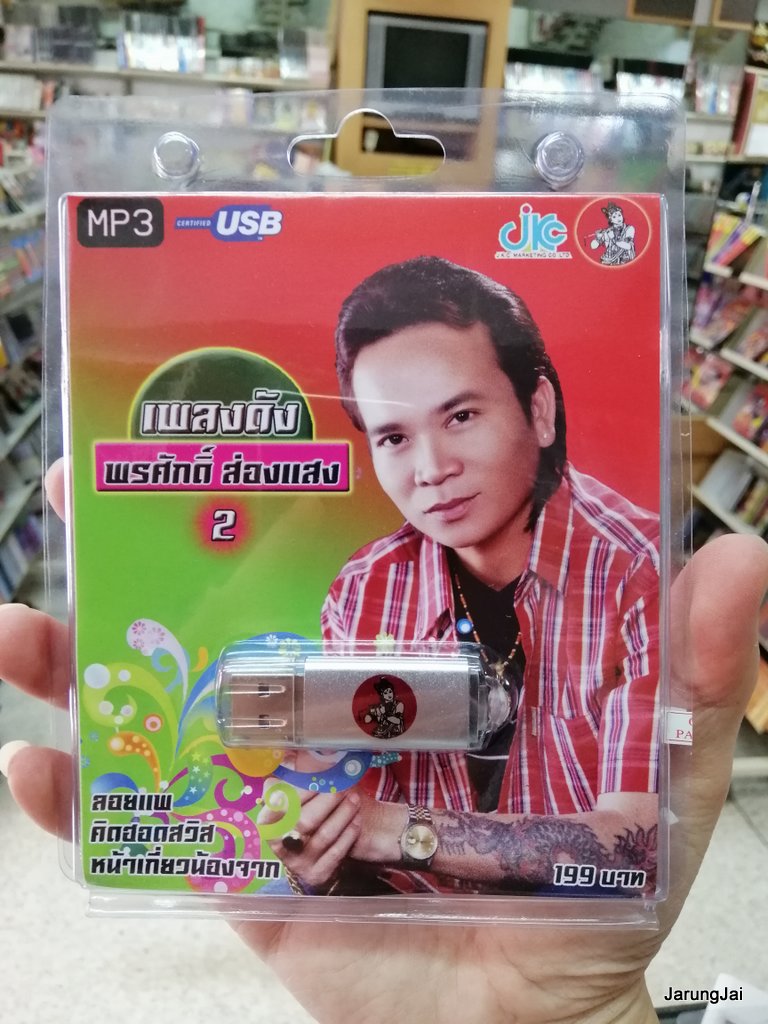 MP3
CERTIFIED USB
JKC
J.K.C MARKETING CO.,LTD.
เพลงดัง
พรศักดิ์ ส่องแสง
2
ลอยแพ
คิดฮอดสวิส
หน้าเกี่ยวน้องจาก
199 บาท
PA
JarungJai